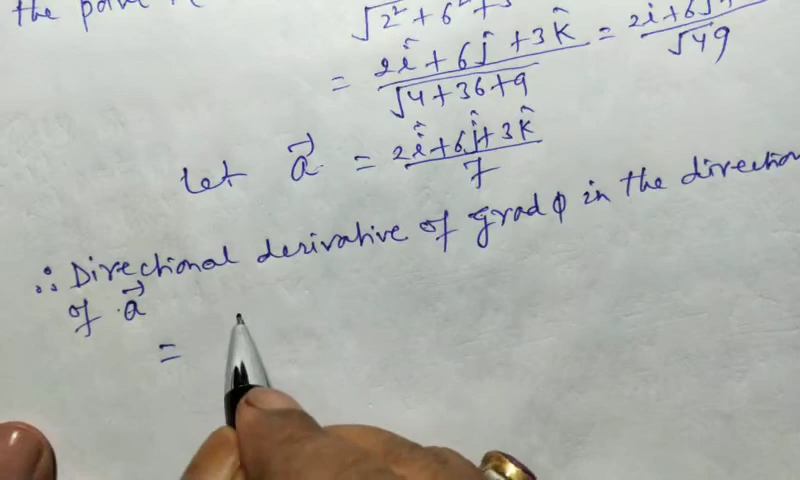 the point
√2² + 6² +
= 2î + 6ĵ + 3k̂ / √4+36+9 = 2i + 6j / √49
Let a⃗ = 2î + 6ĵ + 3k̂ / 7
∴ Directional derivative of grad φ in the direction
of a⃗
=